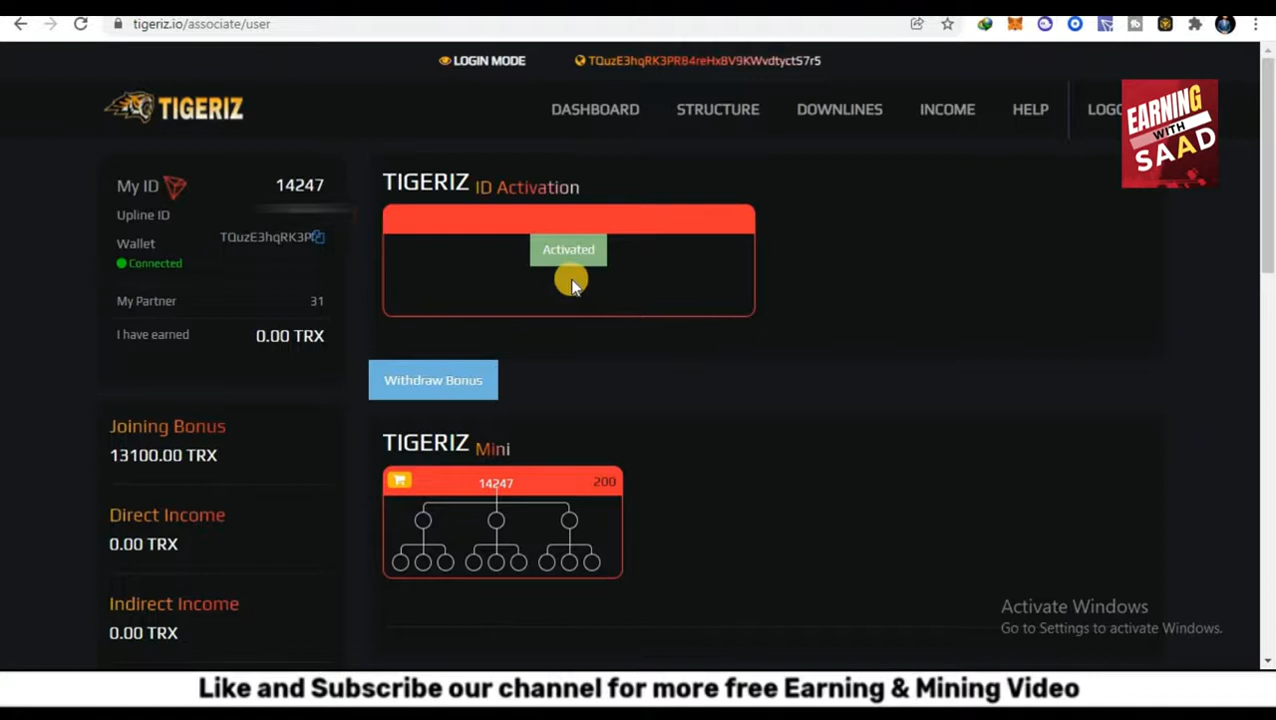 tigeriz.io/associate/user
LOGIN MODE
TQuzE3hqRK3PR84reHx8V9KWvdtyctS7r5
TIGERIZ
DASHBOARD
STRUCTURE
DOWNLINES
INCOME
HELP
LOGO
EARNING
WITH
SAAD
My ID
14247
Upline ID
Wallet
TQuzE3hqRK3P
Connected
My Partner
31
I have earned
0.00 TRX
TIGERIZ ID Activation
Activated
Withdraw Bonus
Joining Bonus
13100.00 TRX
Direct Income
0.00 TRX
Indirect Income
0.00 TRX
TIGERIZ Mini
14247
200
Activate Windows
Go to Settings to activate Windows.
Like and Subscribe our channel for more free Earning & Mining Video